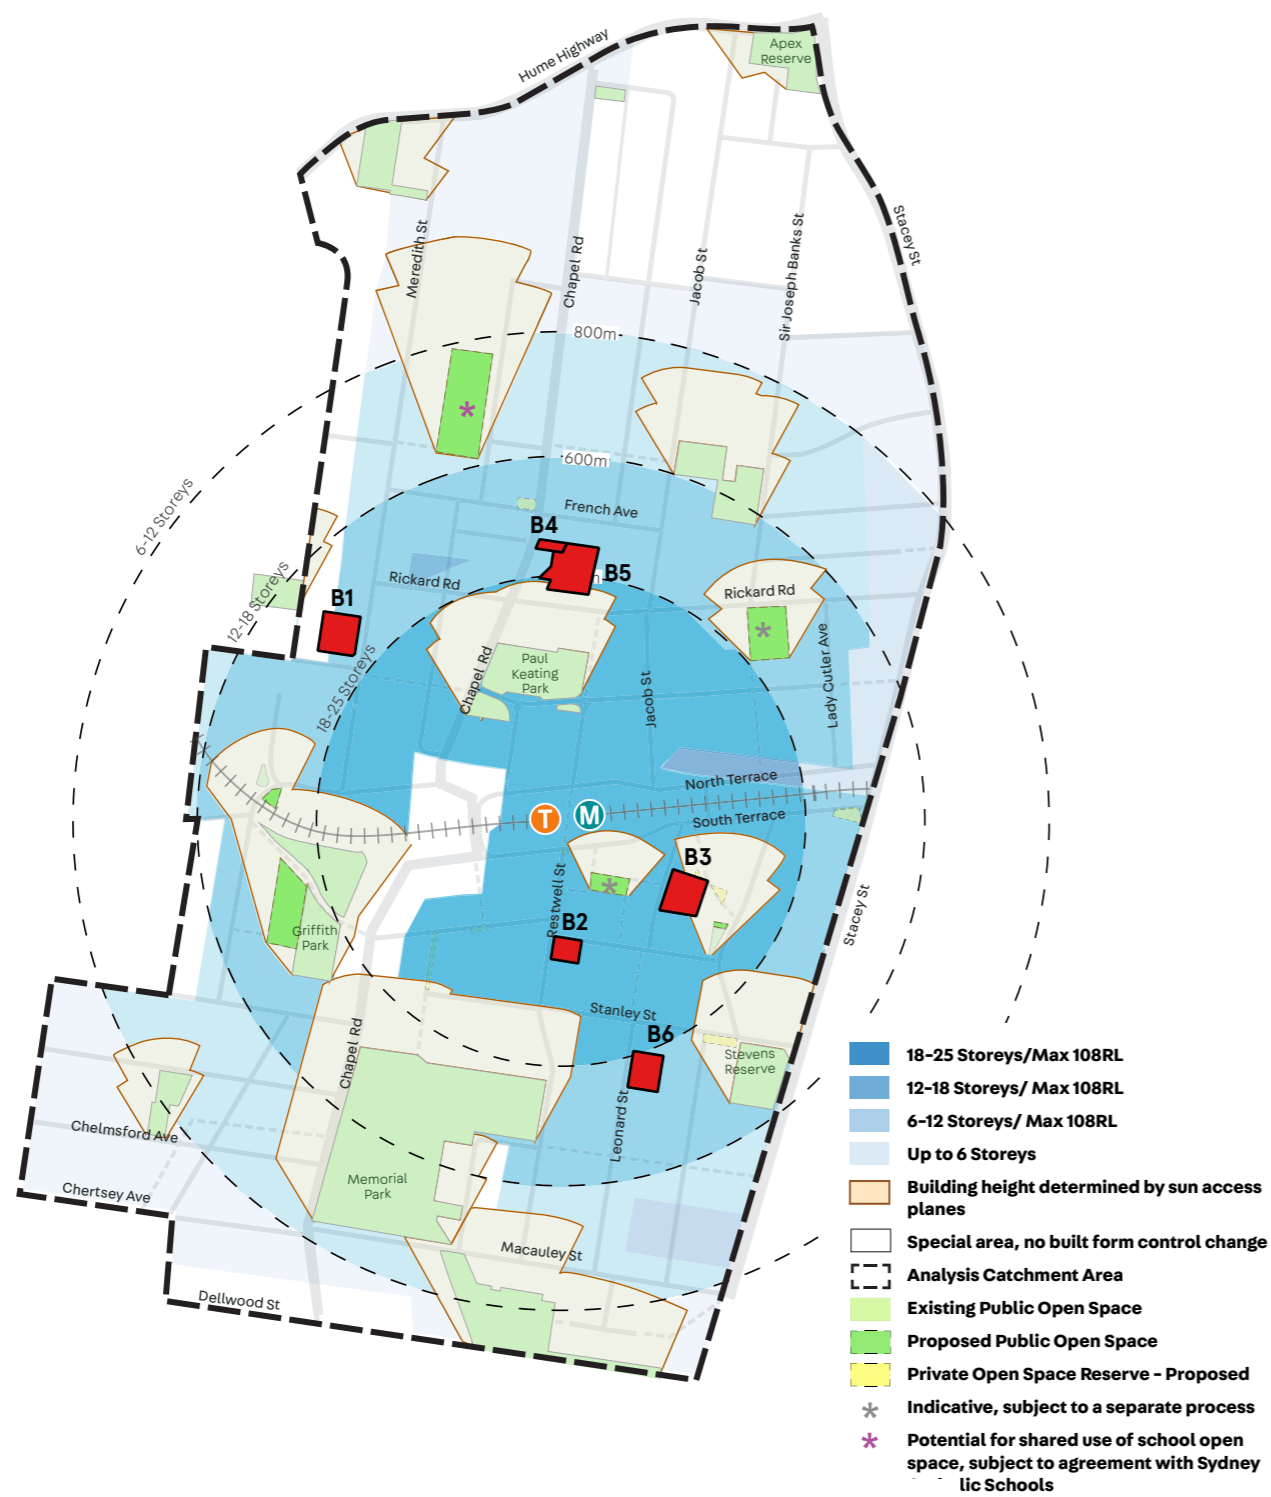 Hume Highway
Apex
Reserve
Stacey St
Meredith St
Chapel Rd
Jacob St
Sir Joseph Banks St
800m
*
600m
6-12 Storeys
French Ave
B4
12-18 Storeys
Rickard Rd
B5
Rickard Rd
B1
*
18-25 Storeys
Paul
Keating
Park
Chapel Rd
Jacob St
Lady Cutler Ave
North Terrace
T
M
South Terrace
B3
*
Restwell St
B2
Stacey St
Griffith
Park
Stanley St
B6
Chapel Rd
Stevens
Reserve
Leonard St
Chelmsford Ave
Memorial
Park
Chertsey Ave
Macauley St
Dellwood St
18-25 Storeys/Max 108RL
12-18 Storeys/ Max 108RL
6-12 Storeys/ Max 108RL
Up to 6 Storeys
Building height determined by sun access
planes
Special area, no built form control change
Analysis Catchment Area
Existing Public Open Space
Proposed Public Open Space
Private Open Space Reserve - Proposed
* Indicative, subject to a separate process
* Potential for shared use of school open
space, subject to agreement with Sydney
lic Schools